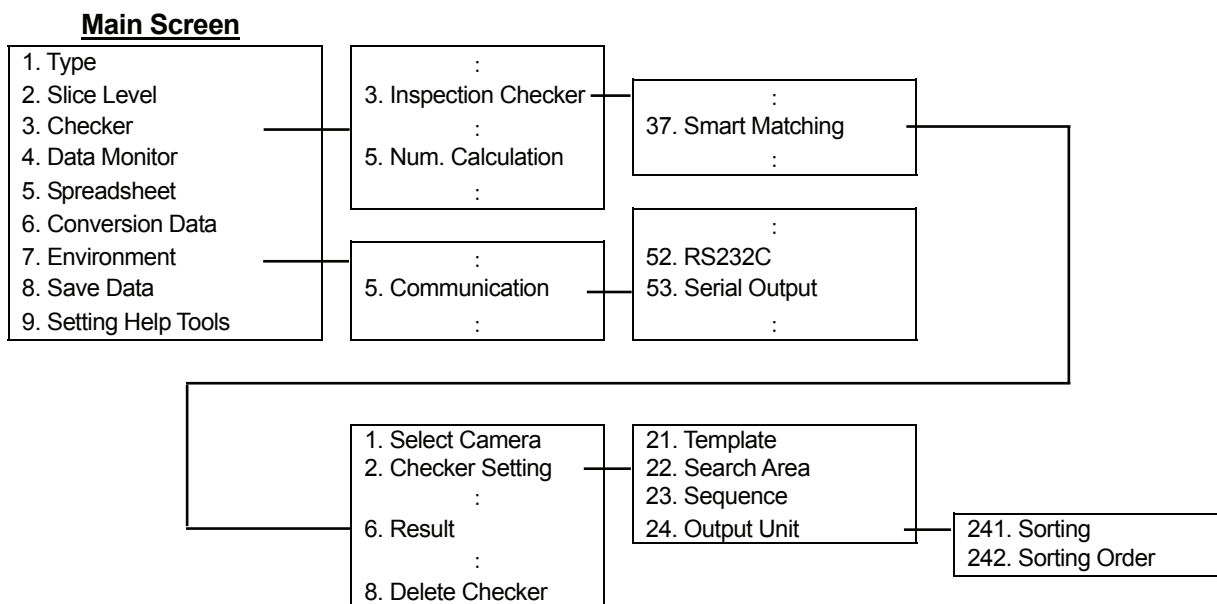 Main Screen
1. Type
2. Slice Level
3. Checker
4. Data Monitor
5. Spreadsheet
6. Conversion Data
7. Environment
8. Save Data
9. Setting Help Tools
:
3. Inspection Checker
:
5. Num. Calculation
:
:
37. Smart Matching
:
:
5. Communication
:
:
52. RS232C
53. Serial Output
:
1. Select Camera
2. Checker Setting
:
6. Result
:
8. Delete Checker
21. Template
22. Search Area
23. Sequence
24. Output Unit
241. Sorting
242. Sorting Order